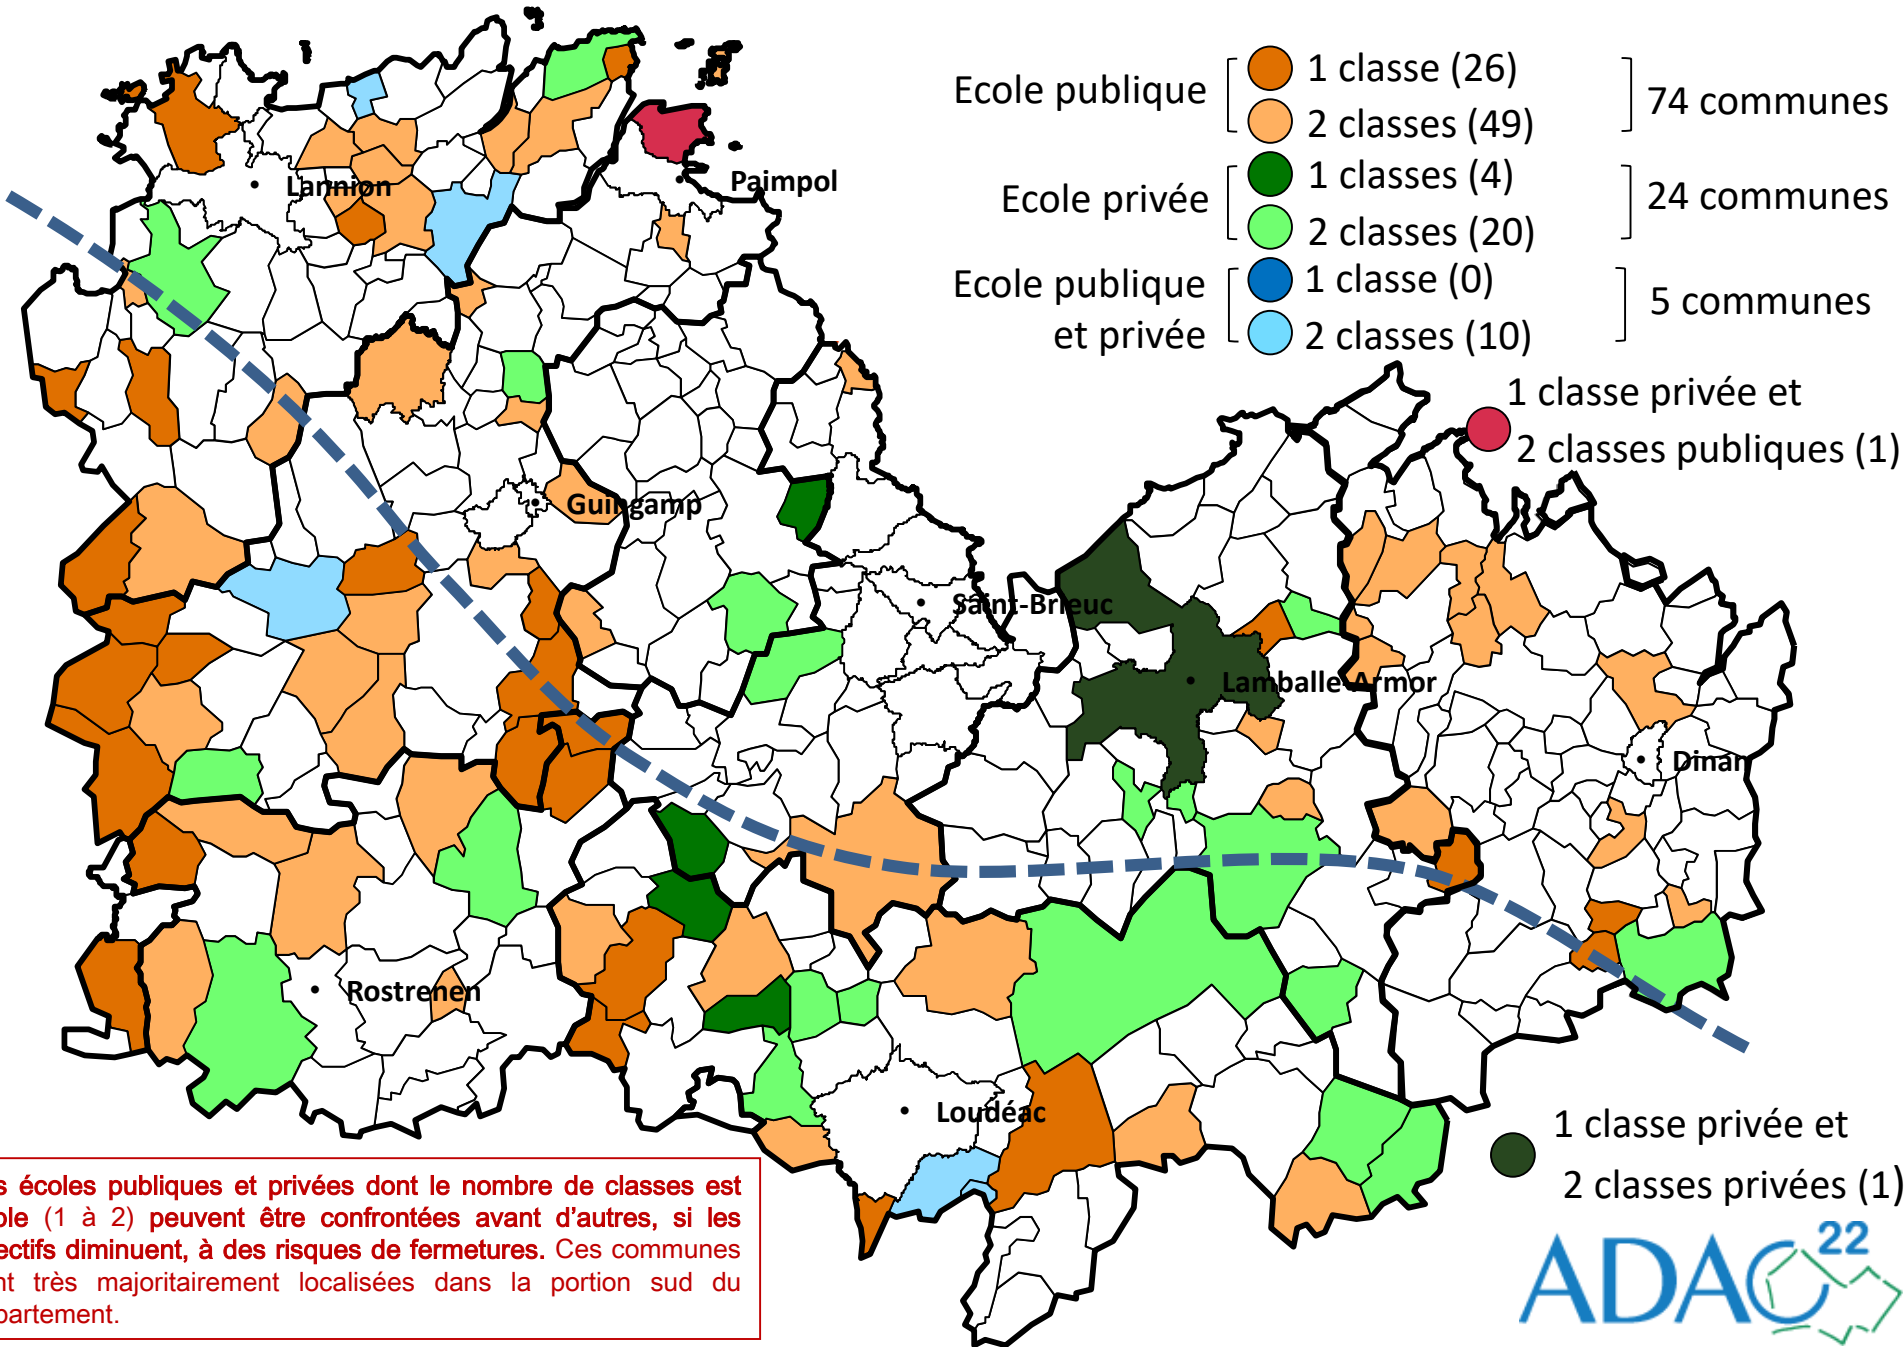 Ecole publique
1 classe (26)
2 classes (49)
74 communes
Ecole privée
1 classes (4)
2 classes (20)
24 communes
Ecole publique
et privée
1 classe (0)
2 classes (10)
5 communes
1 classe privée et
2 classes publiques (1)
Lannion
Paimpol
Guingamp
Saint-Brieuc
Lamballe-Armor
Dinan
Rostrenen
Loudéac
1 classe privée et
2 classes privées (1)
s écoles publiques et privées dont le nombre de classes est
ble (1 à 2) peuvent être confrontées avant d'autres, si les
ectifs diminuent, à des risques de fermetures. Ces communes
nt très majoritairement localisées dans la portion sud du
partement.
ADAC 22